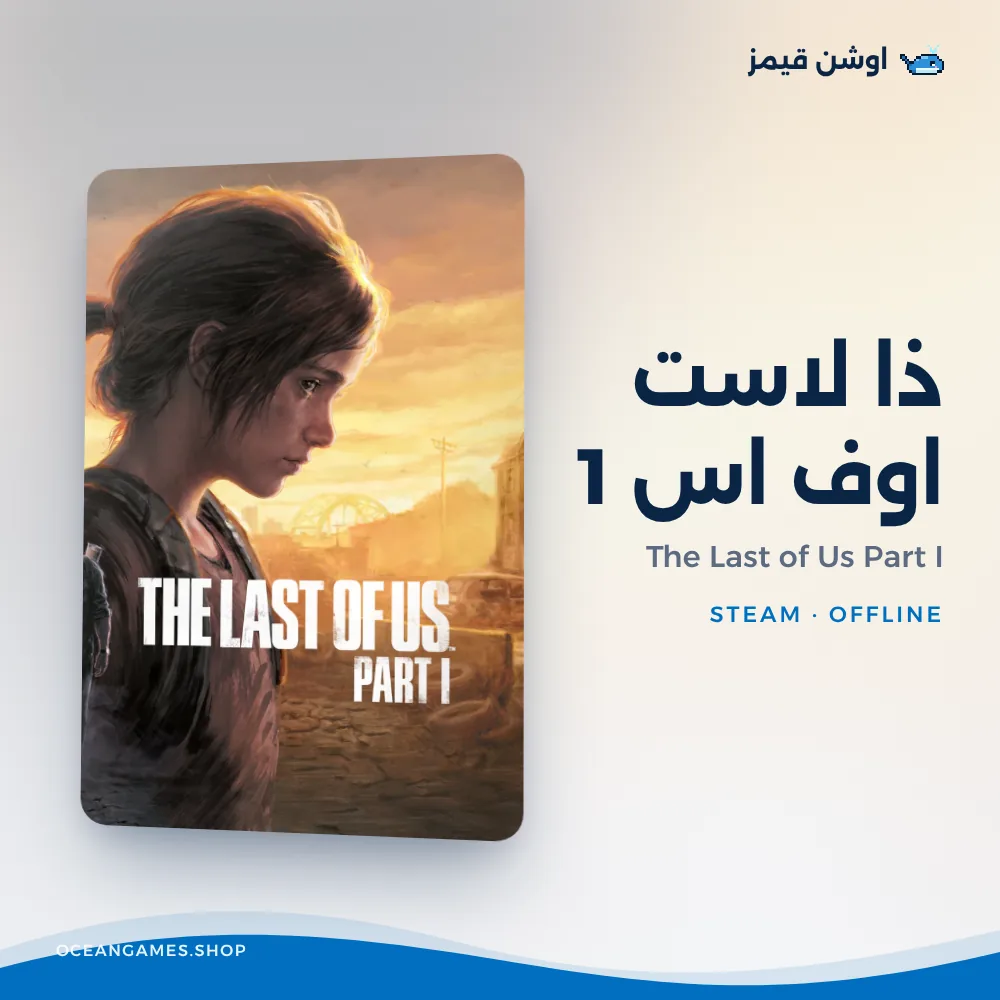 اوشن قيمز
ذا لاست
اوف اس 1
The Last of Us Part I
STEAM · OFFLINE
THE LAST OF US
PART I
OCEANGAMES.SHOP